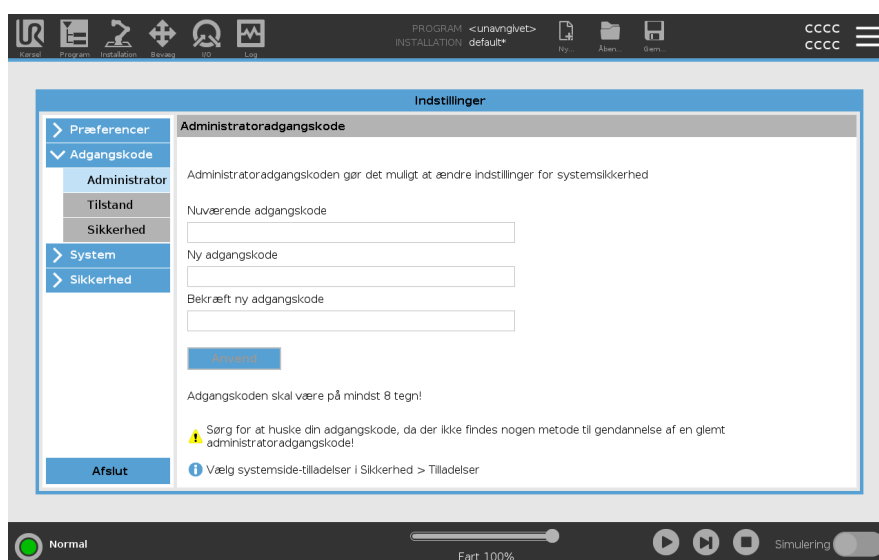 PROGRAM <unavngivet>
INSTALLATION default*
Kørsel Program Installation Bevæg I/O Log Ny... Åben... Gem...
cccc
cccc
Indstillinger
Præferencer
Adgangskode
Administrator
Tilstand
Sikkerhed
System
Sikkerhed
Afslut
Administratoradgangskode
Administratoradgangskoden gør det muligt at ændre indstillinger for systemsikkerhed
Nuværende adgangskode
Ny adgangskode
Bekræft ny adgangskode
Anvend
Adgangskoden skal være på mindst 8 tegn!
Sørg for at huske din adgangskode, da der ikke findes nogen metode til gendannelse af en glemt
administratoradgangskode!
Vælg systemside-tilladelser i Sikkerhed > Tilladelser
Normal
Fart 100%
Simulering